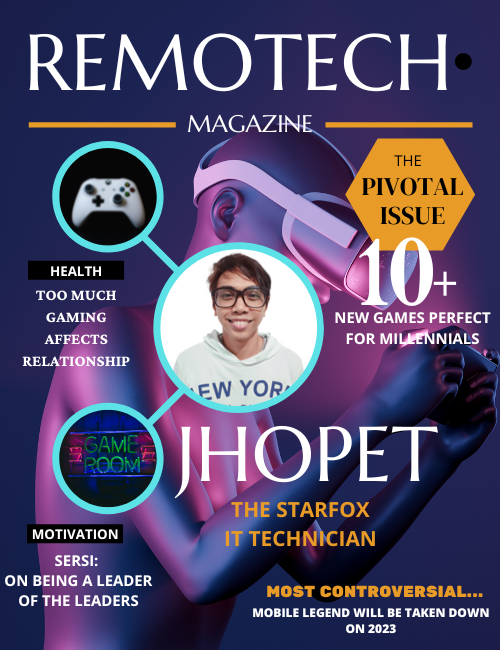 REMOTECH
MAGAZINE
THE
PIVOTAL
ISSUE
10+
NEW GAMES PERFECT
FOR MILLENNIALS
HEALTH
TOO MUCH
GAMING
AFFECTS
RELATIONSHIP
NEW YORK
GAME
ROOM
JHOPET
THE STARFOX
IT TECHNICIAN
MOTIVATION
SERSI:
ON BEING A LEADER
OF THE LEADERS
MOST CONTROVERSIAL...
MOBILE LEGEND WILL BE TAKEN DOWN
ON 2023